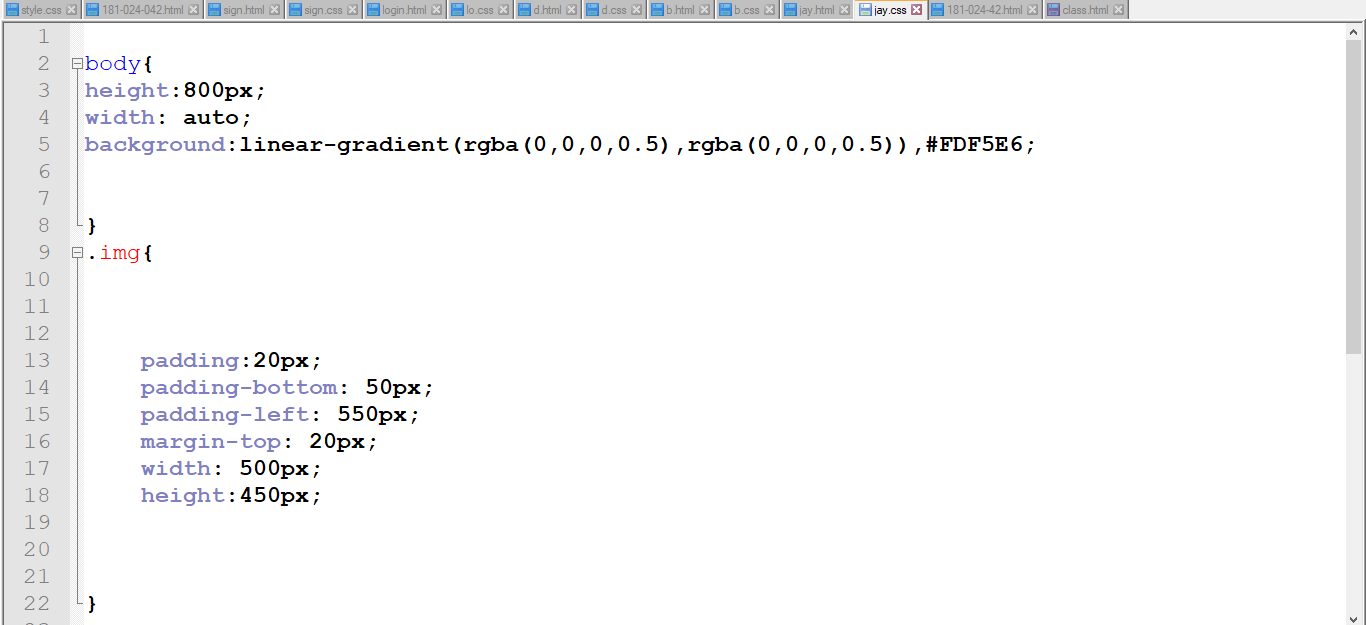 style.css 181-024-042.html sign.html sign.css login.html lo.css d.html d.css b.html b.css jay.html jay.css 181-024-42.html class.html
1
2 body{
3 height:800px;
4 width: auto;
5 background:linear-gradient(rgba(0,0,0,0.5),rgba(0,0,0,0.5)),#FDF5E6;
6
7
8 }
9 .img{
10
11
12
13 padding:20px;
14 padding-bottom: 50px;
15 padding-left: 550px;
16 margin-top: 20px;
17 width: 500px;
18 height:450px;
19
20
21
22 }